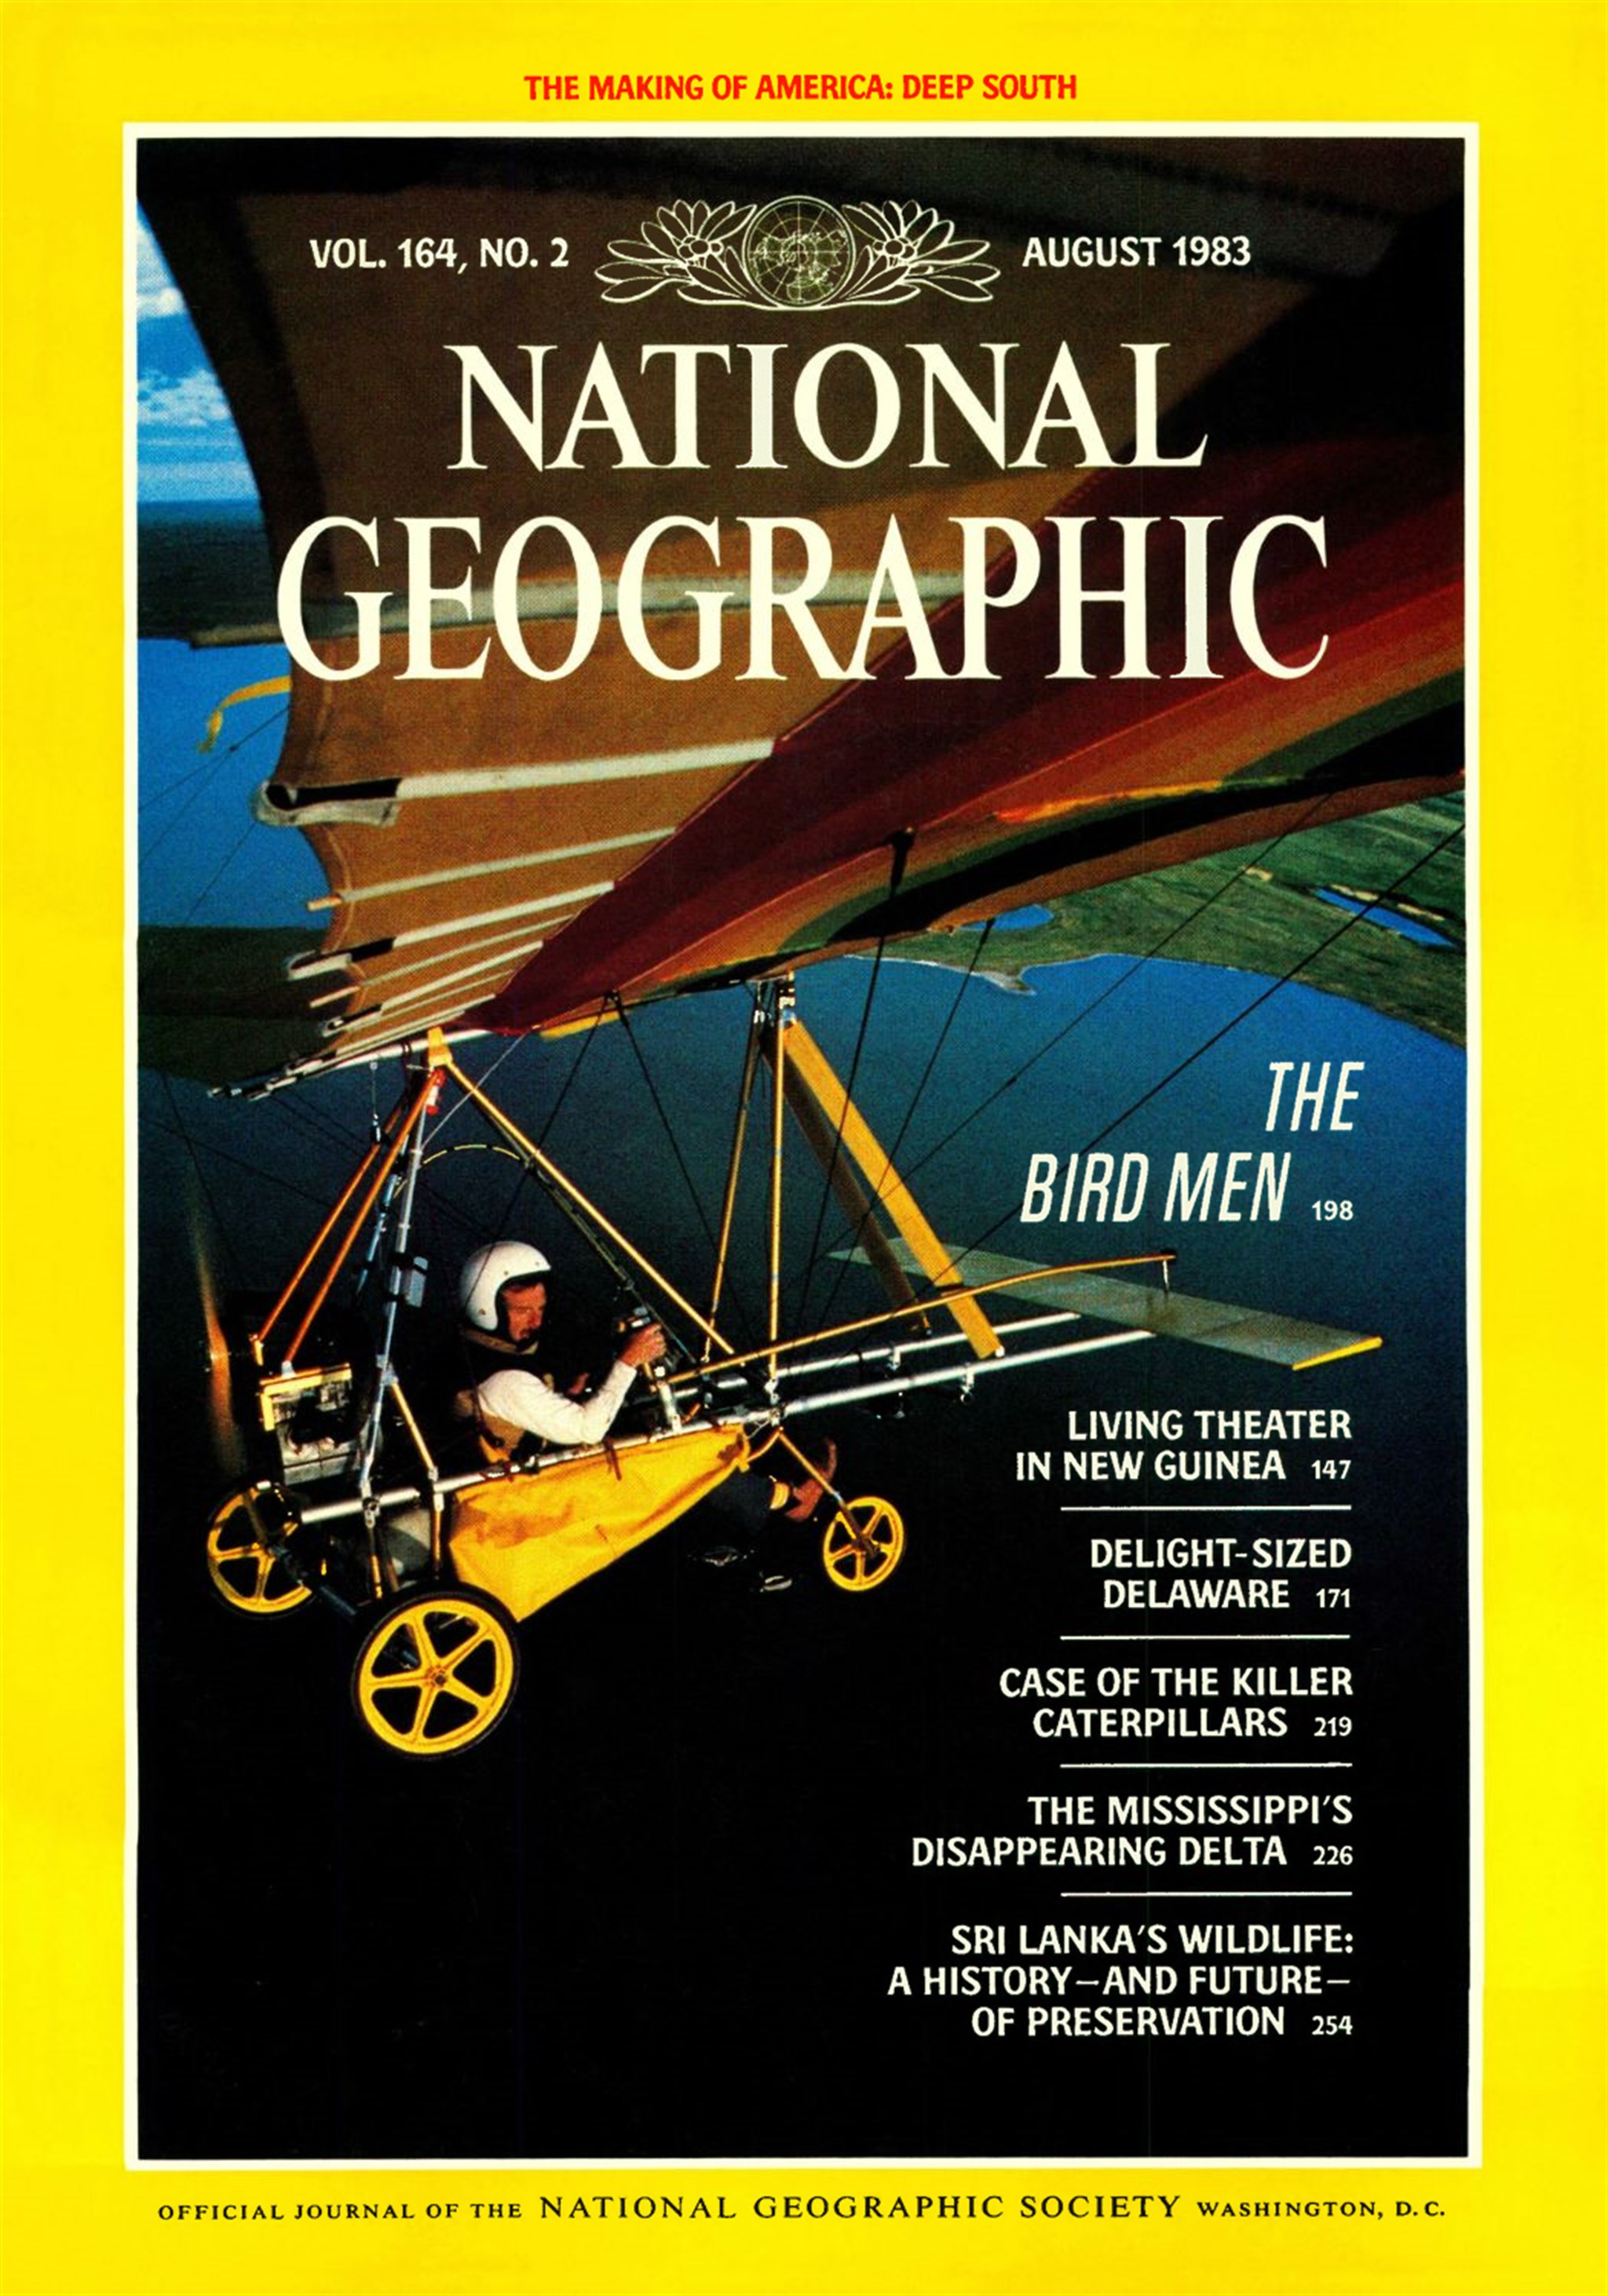 THE MAKING OF AMERICA: DEEP SOUTH
VOL. 164, NO. 2
AUGUST 1983
NATIONAL
GEOGRAPHIC
THE
BIRD MEN 198
LIVING THEATER
IN NEW GUINEA 147
DELIGHT-SIZED
DELAWARE 171
CASE OF THE KILLER
CATERPILLARS 219
THE MISSISSIPPI'S
DISAPPEARING DELTA 226
SRI LANKA'S WILDLIFE:
A HISTORY—AND FUTURE—
OF PRESERVATION 254
OFFICIAL JOURNAL OF THE NATIONAL GEOGRAPHIC SOCIETY WASHINGTON, D.C.